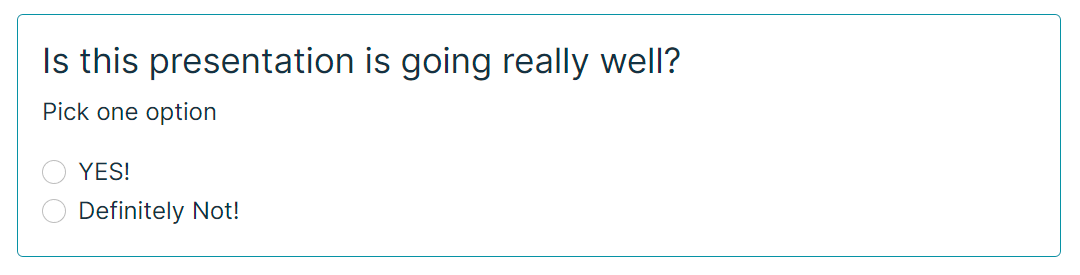 Is this presentation is going really well?
Pick one option
YES!
Definitely Not!